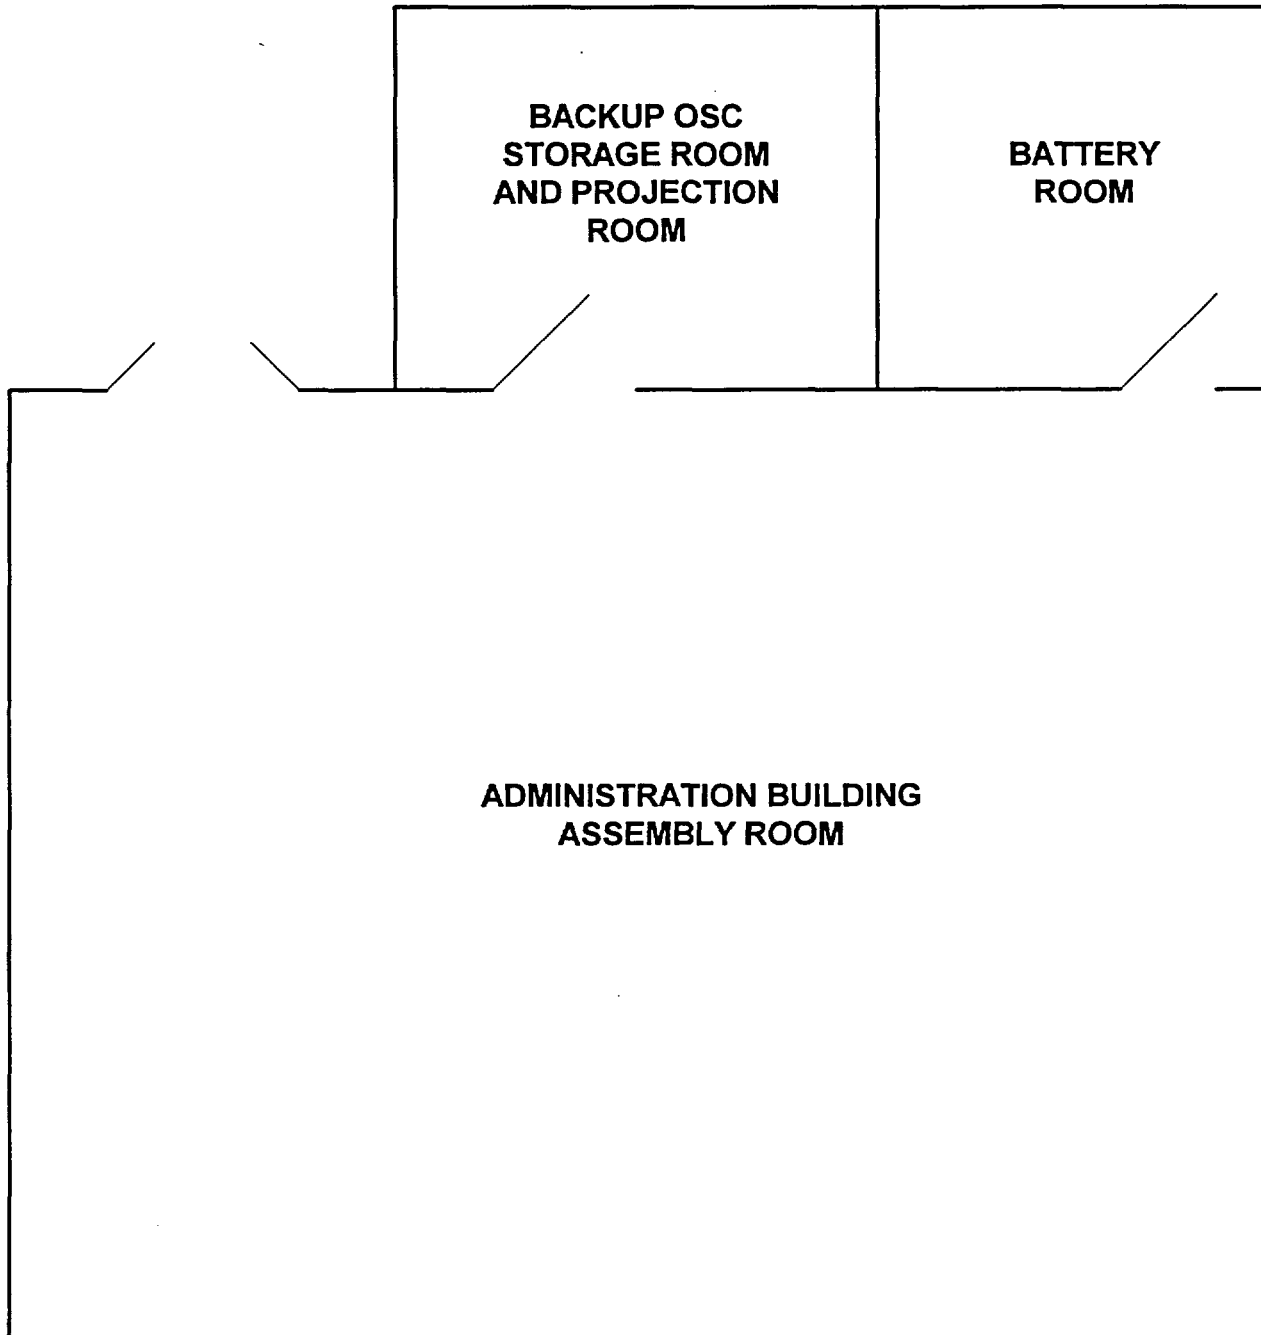 BACKUP OSC
STORAGE ROOM
AND PROJECTION
ROOM
BATTERY
ROOM
ADMINISTRATION BUILDING
ASSEMBLY ROOM